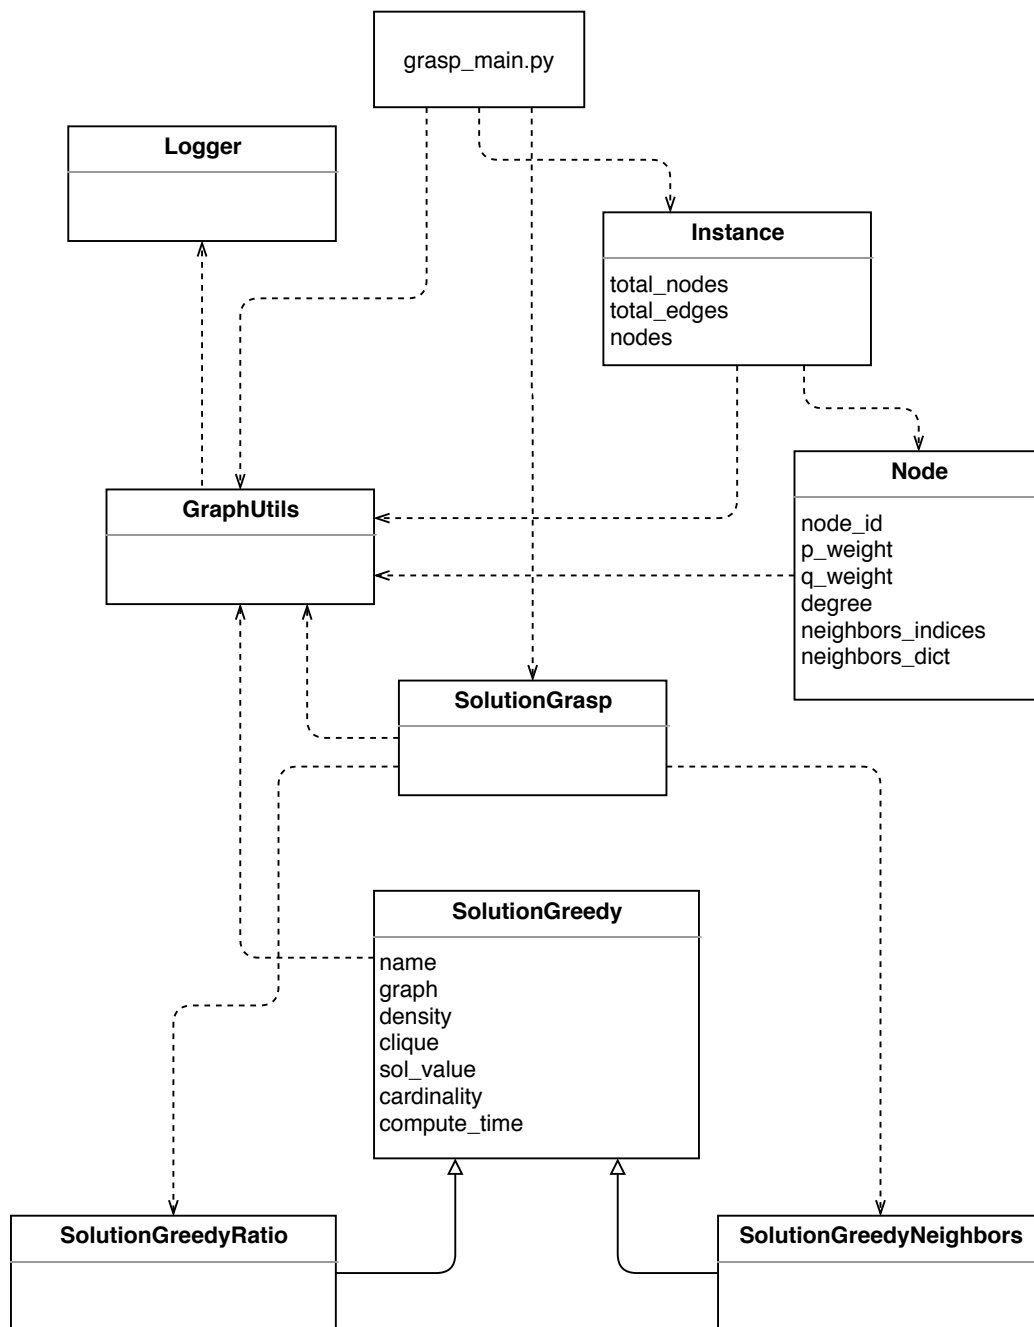 grasp_main.py
Logger
Instance
total_nodes
total_edges
nodes
Node
node_id
p_weight
q_weight
degree
neighbors_indices
neighbors_dict
GraphUtils
SolutionGrasp
SolutionGreedy
name
graph
density
clique
sol_value
cardinality
compute_time
SolutionGreedyRatio
SolutionGreedyNeighbors